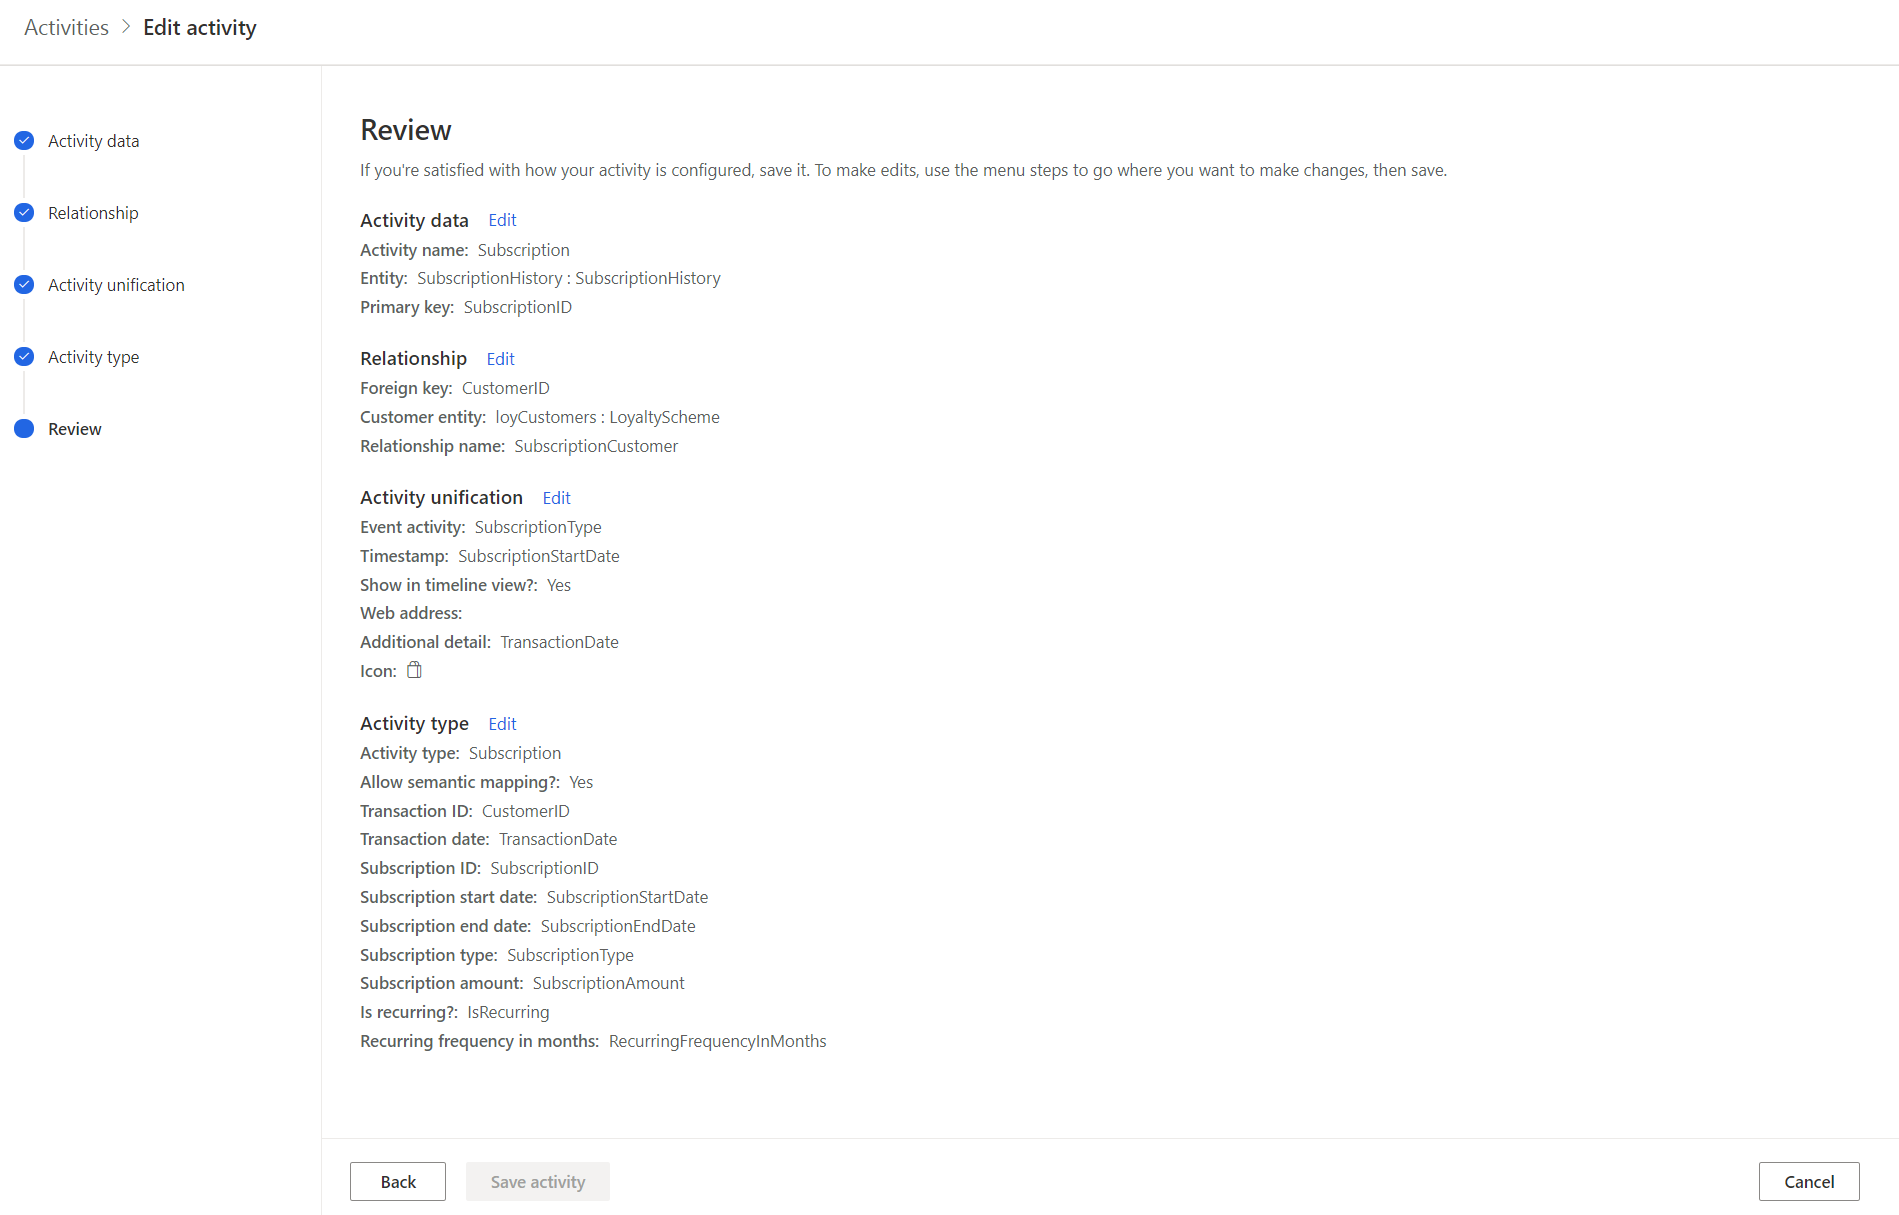 Activities > Edit activity
Activity data
Relationship
Activity unification
Activity type
Review
Review
If you're satisfied with how your activity is configured, save it. To make edits, use the menu steps to go where you want to make changes, then save.
Activity data Edit
Activity name: Subscription
Entity: SubscriptionHistory : SubscriptionHistory
Primary key: SubscriptionID
Relationship Edit
Foreign key: CustomerID
Customer entity: loyCustomers : LoyaltyScheme
Relationship name: SubscriptionCustomer
Activity unification Edit
Event activity: SubscriptionType
Timestamp: SubscriptionStartDate
Show in timeline view?: Yes
Web address:
Additional detail: TransactionDate
Icon:
Activity type Edit
Activity type: Subscription
Allow semantic mapping?: Yes
Transaction ID: CustomerID
Transaction date: TransactionDate
Subscription ID: SubscriptionID
Subscription start date: SubscriptionStartDate
Subscription end date: SubscriptionEndDate
Subscription type: SubscriptionType
Subscription amount: SubscriptionAmount
Is recurring?: IsRecurring
Recurring frequency in months: RecurringFrequencyInMonths
Back Save activity Cancel